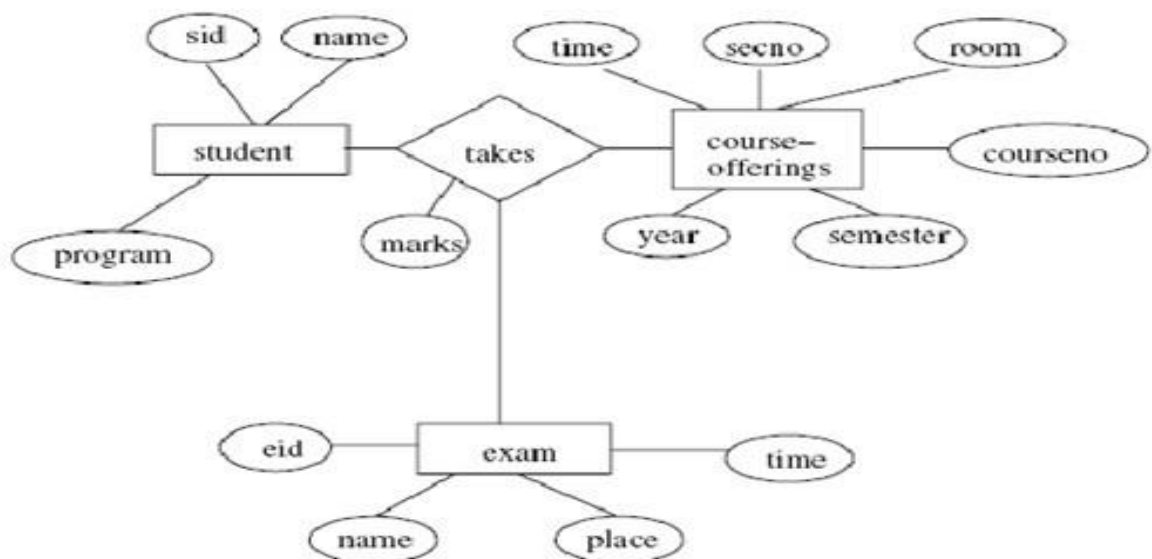 sid
name
time
secno
room
student
takes
course-
offerings
courseno
program
marks
year
semester
eid
exam
time
name
place